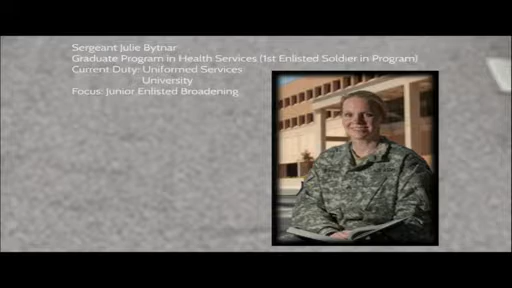 Sergeant Julie Bytnar
Graduate Program in Health Services (1st Enlisted Soldier in Program)
Current Duty: Uniformed Services
University
Focus: Junior Enlisted Broadening